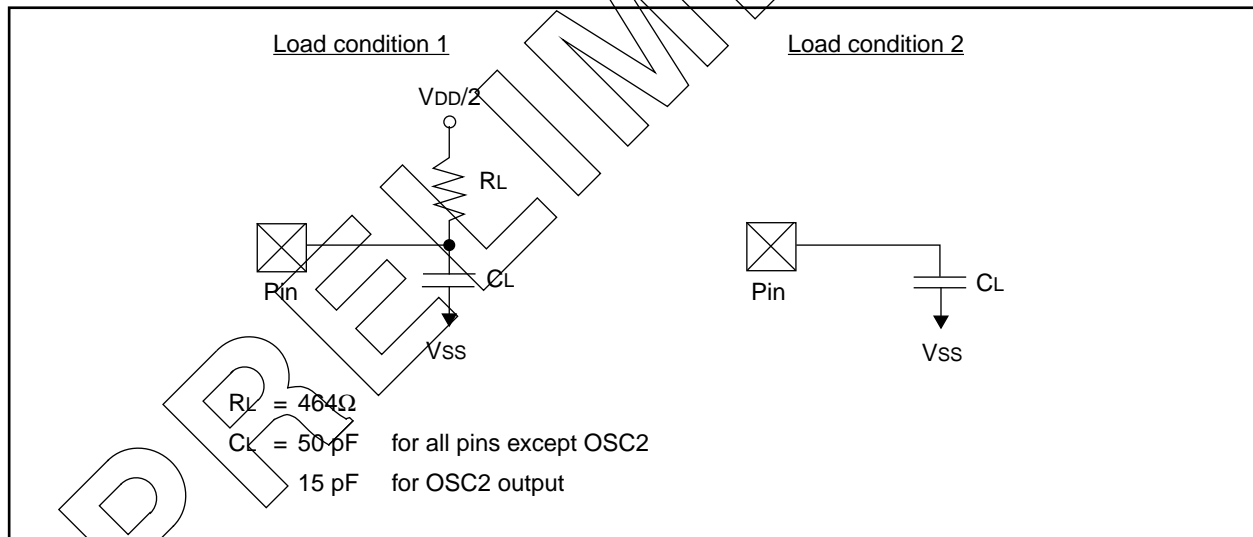 Load condition 1
Load condition 2
VDD/2
RL
Pin
CL
VSS
Pin
CL
VSS
RL = 464Ω
CL = 50 pF for all pins except OSC2
15 pF for OSC2 output
PRELIM